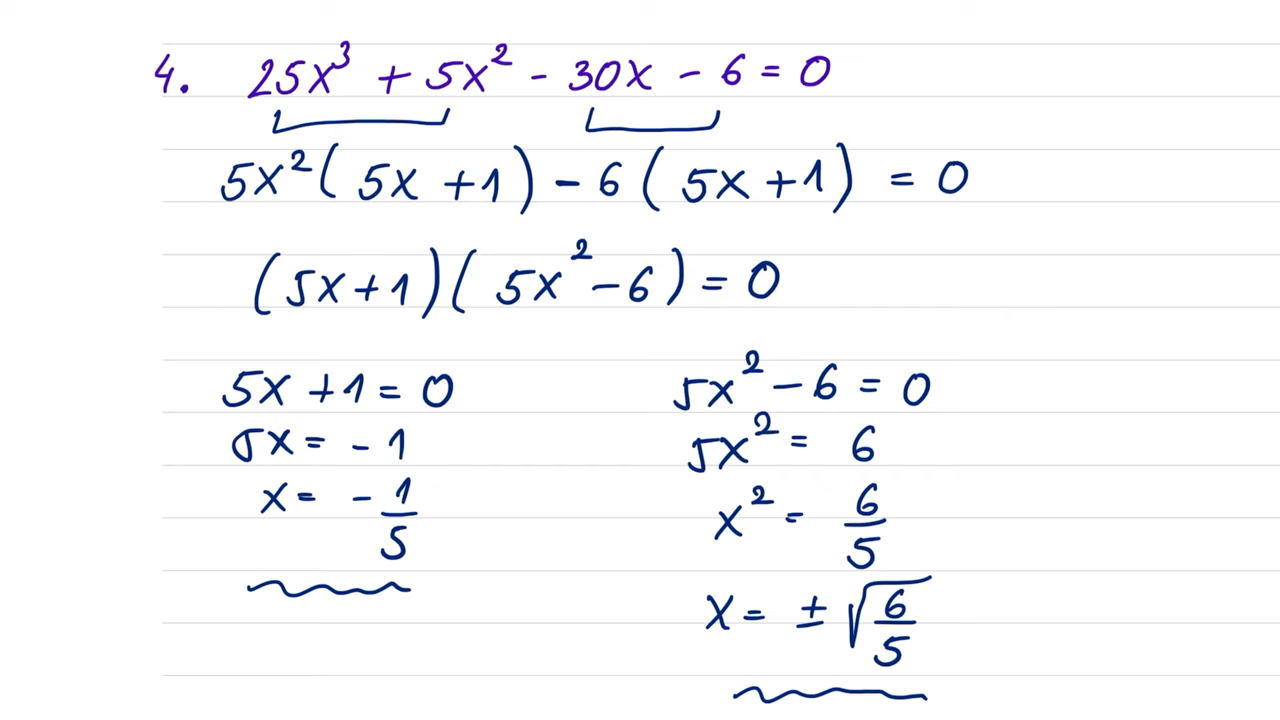 4. 25x³ + 5x² - 30x - 6 = 0
5x² ( 5x + 1 ) - 6 ( 5x + 1 ) = 0
(5x + 1) ( 5x² - 6 ) = 0
5x + 1 = 0
5x = - 1
x = - 1/5
5x² - 6 = 0
5x² = 6
x² = 6/5
x = ± √(6/5)